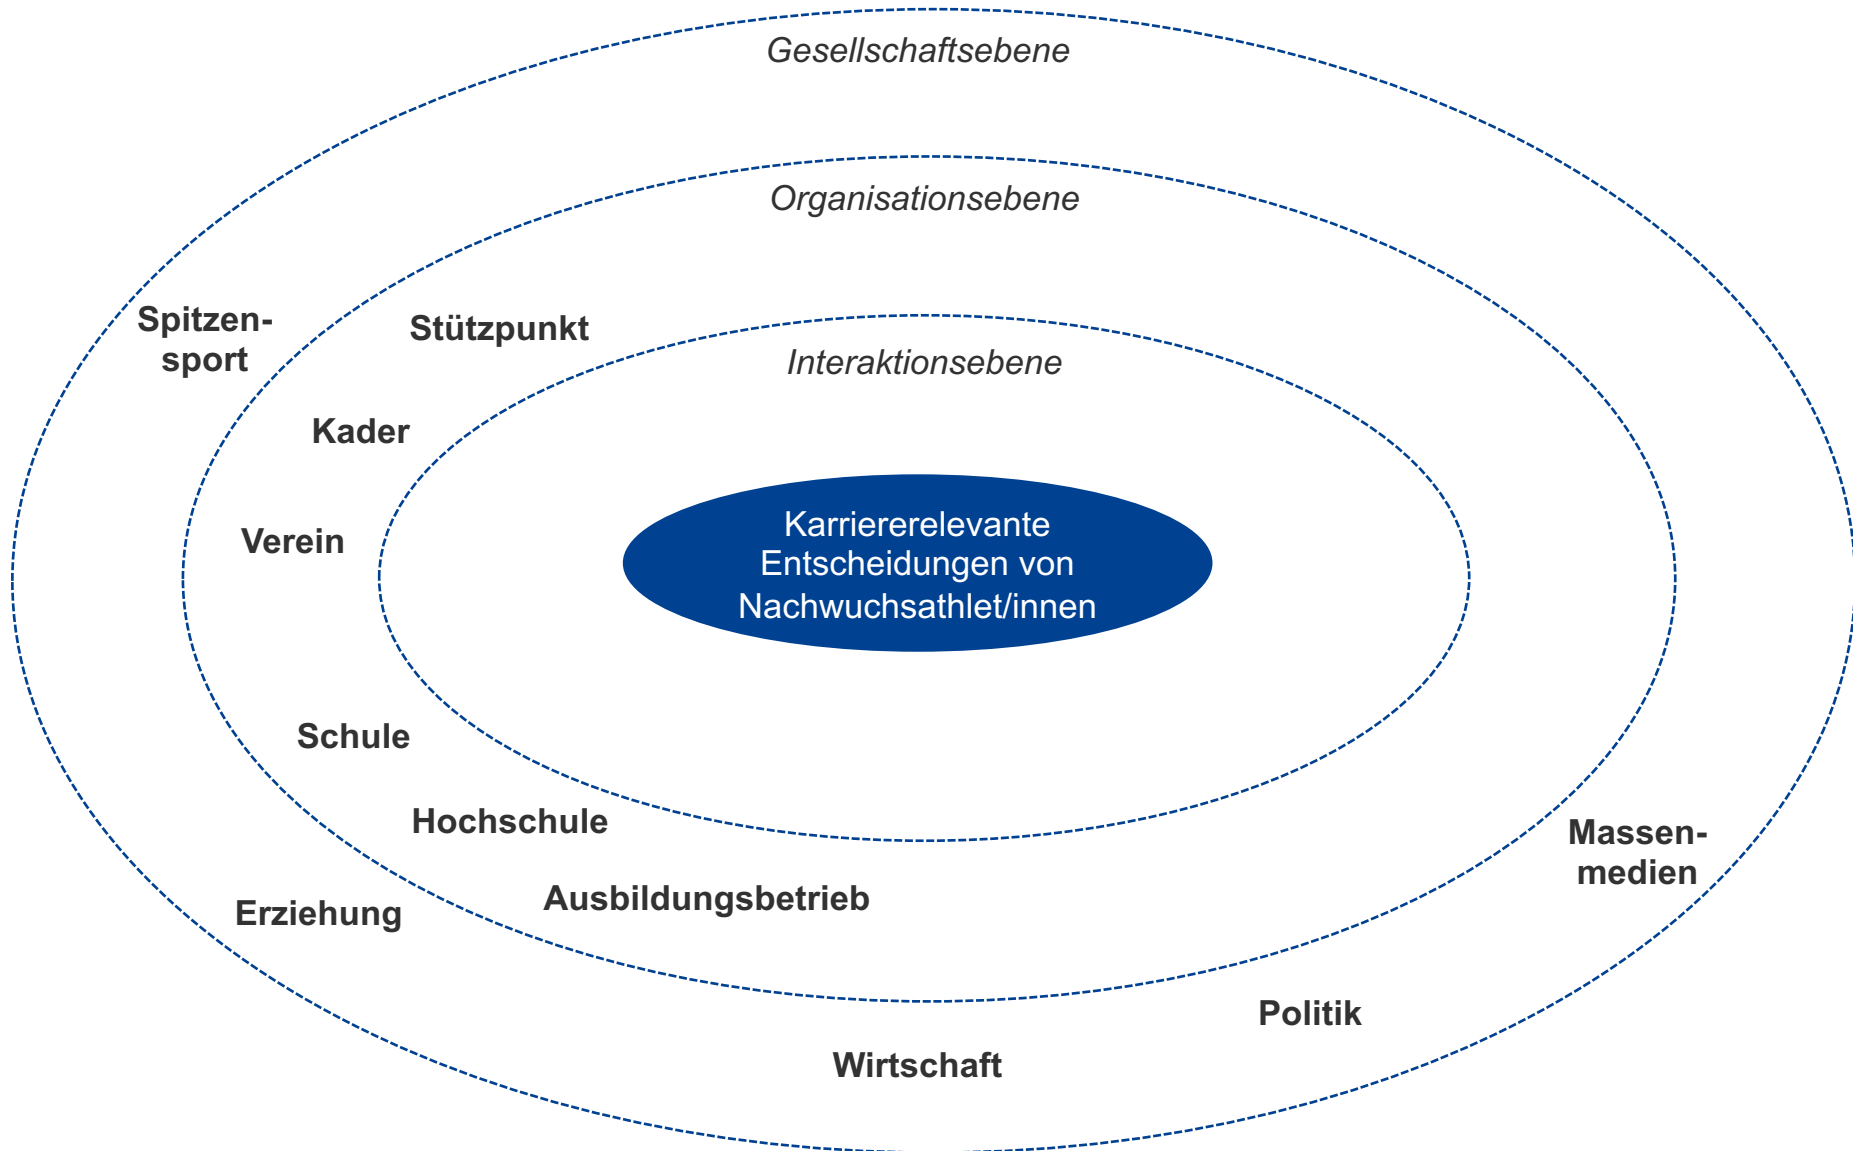 Gesellschaftsebene
Organisationsebene
Spitzen-
sport
Stützpunkt
Interaktionsebene
Kader
Verein
Karriererelevante
Entscheidungen von
Nachwuchsathlet/innen
Schule
Hochschule
Massen-
medien
Ausbildungsbetrieb
Erziehung
Politik
Wirtschaft